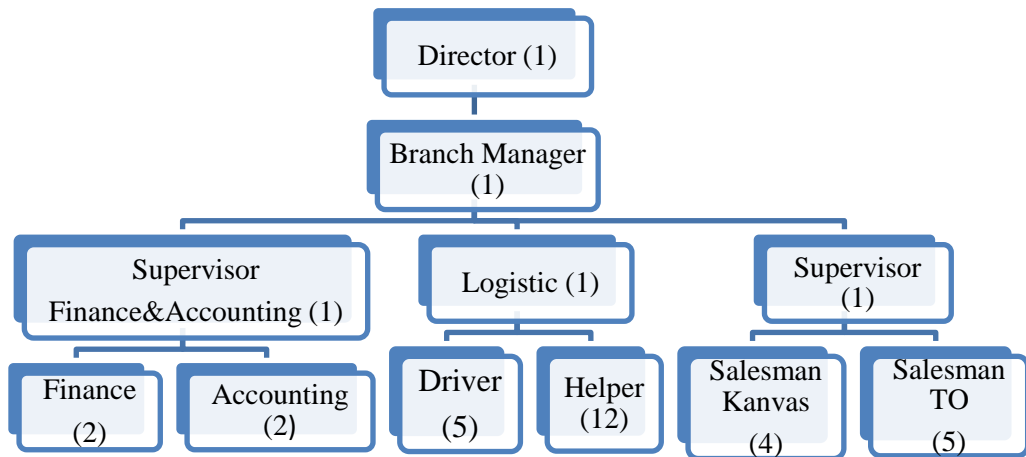 Director (1)
Branch Manager
(1)
Supervisor
Finance&Accounting (1)
Logistic (1)
Supervisor
(1)
Finance
(2)
Accounting
(2)
Driver
(5)
Helper
(12)
Salesman
Kanvas
(4)
Salesman
TO
(5)